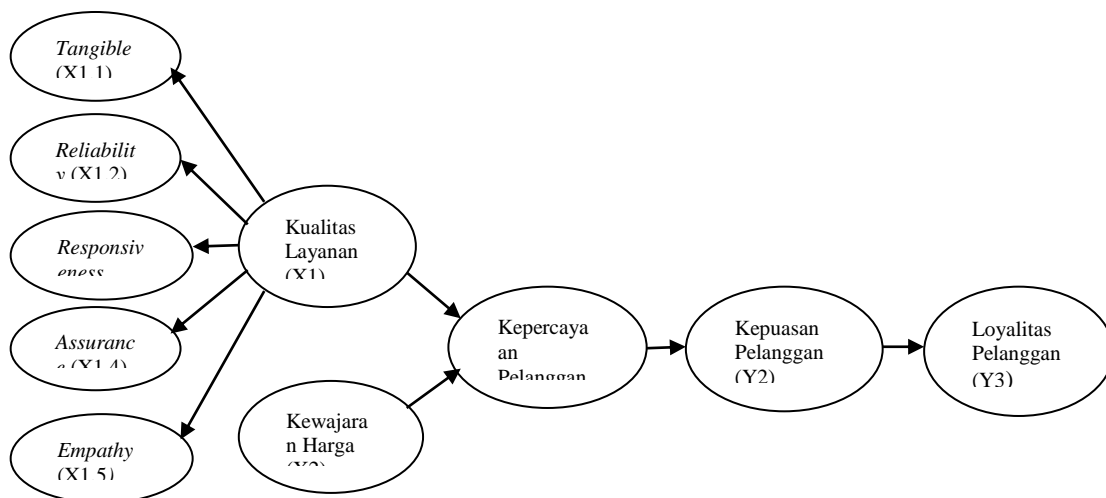 Tangible
(X1.1)
Reliabilit
y (X1.2)
Responsiv
eness
Assuranc
e (X1.4)
Empathy
(X1.5)
Kualitas
Layanan
(X1)
Kewajara
n Harga
(X2)
Kepercaya
an
Pelanggan
Kepuasan
Pelanggan
(Y2)
Loyalitas
Pelanggan
(Y3)